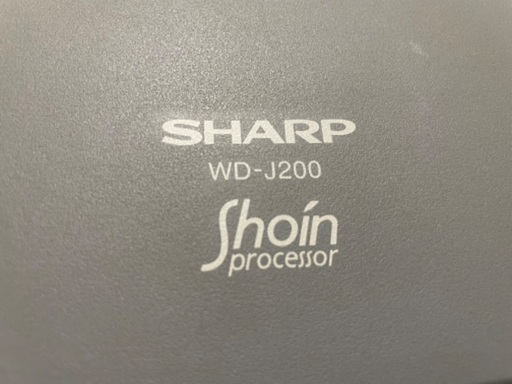 SHARP
WD-J200
Shoin
processor